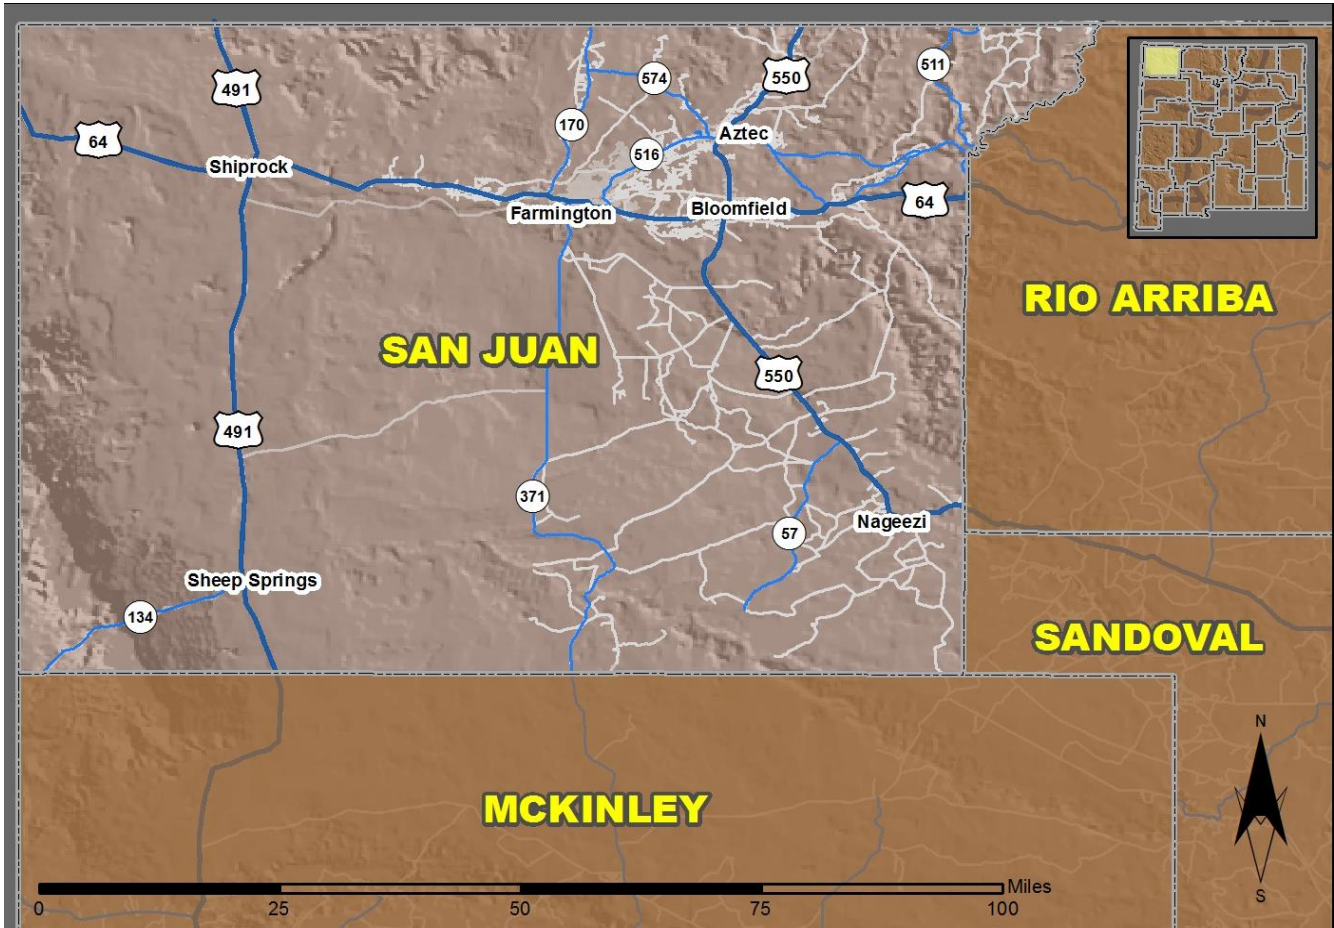 491
550
511
574
64
170
Aztec
516
Shiprock
64
Farmington
Bloomfield
RIO ARRIBA
SAN JUAN
550
491
371
Nageezi
57
Sheep Springs
134
SANDOVAL
N
MCKINLEY
Miles
0 25 50 75 100
S